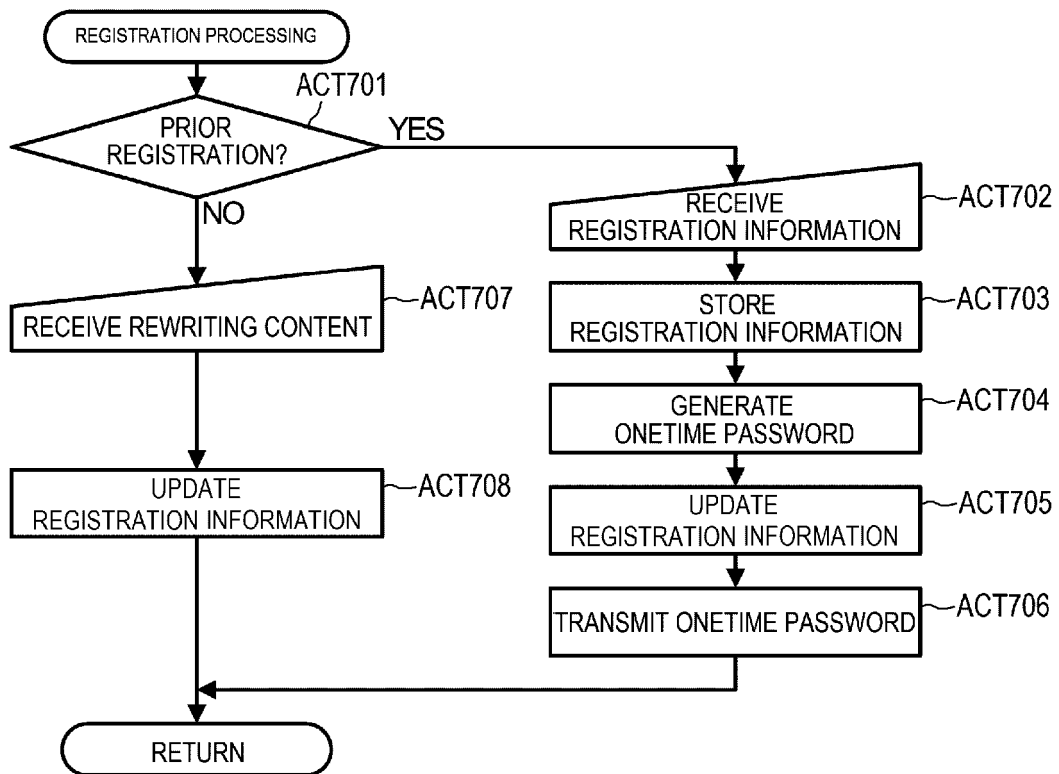 REGISTRATION PROCESSING
ACT701
PRIOR
REGISTRATION?
YES
NO
RECEIVE
REGISTRATION INFORMATION
ACT702
STORE
REGISTRATION INFORMATION
ACT703
GENERATE
ONETIME PASSWORD
ACT704
UPDATE
REGISTRATION INFORMATION
ACT705
TRANSMIT ONETIME PASSWORD
ACT706
RECEIVE REWRITING CONTENT
ACT707
UPDATE
REGISTRATION INFORMATION
ACT708
RETURN